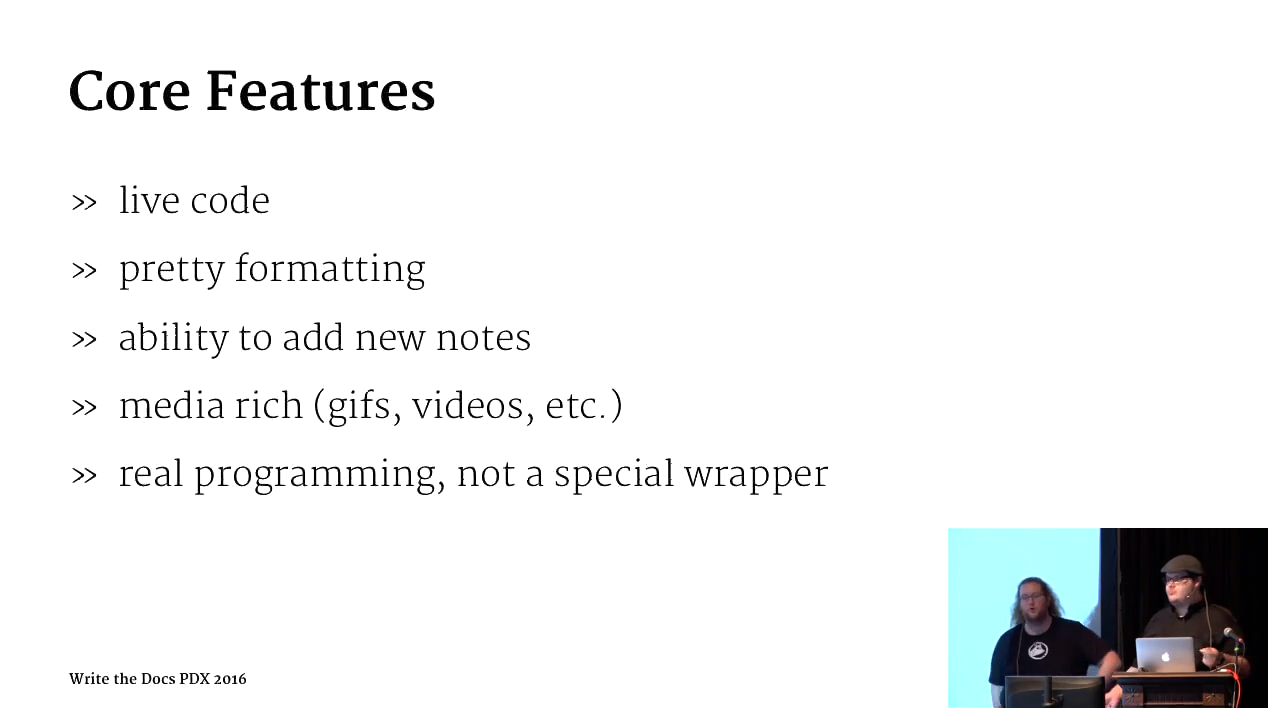 Core Features
» live code
» pretty formatting
» ability to add new notes
» media rich (gifs, videos, etc.)
» real programming, not a special wrapper
Write the Docs PDX 2016